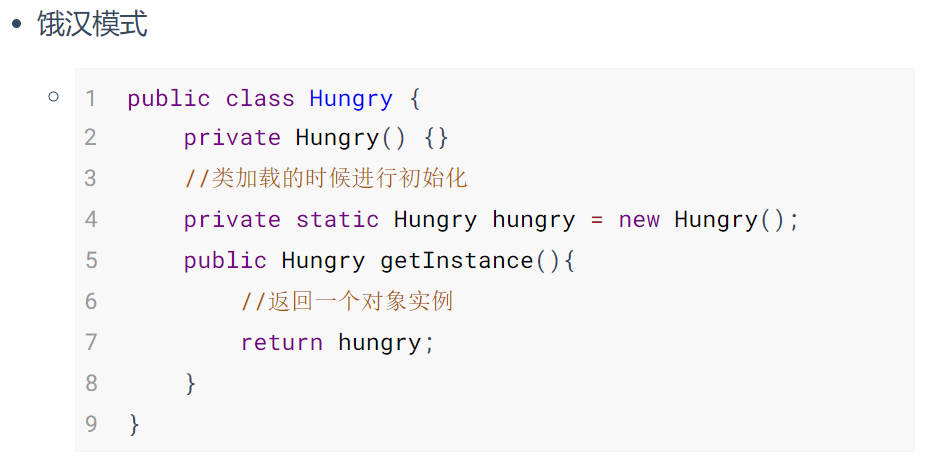 饿汉模式
1 public class Hungry {
2     private Hungry() {}
3     //类加载的时候进行初始化
4     private static Hungry hungry = new Hungry();
5     public Hungry getInstance(){
6         //返回一个对象实例
7         return hungry;
8     }
9 }